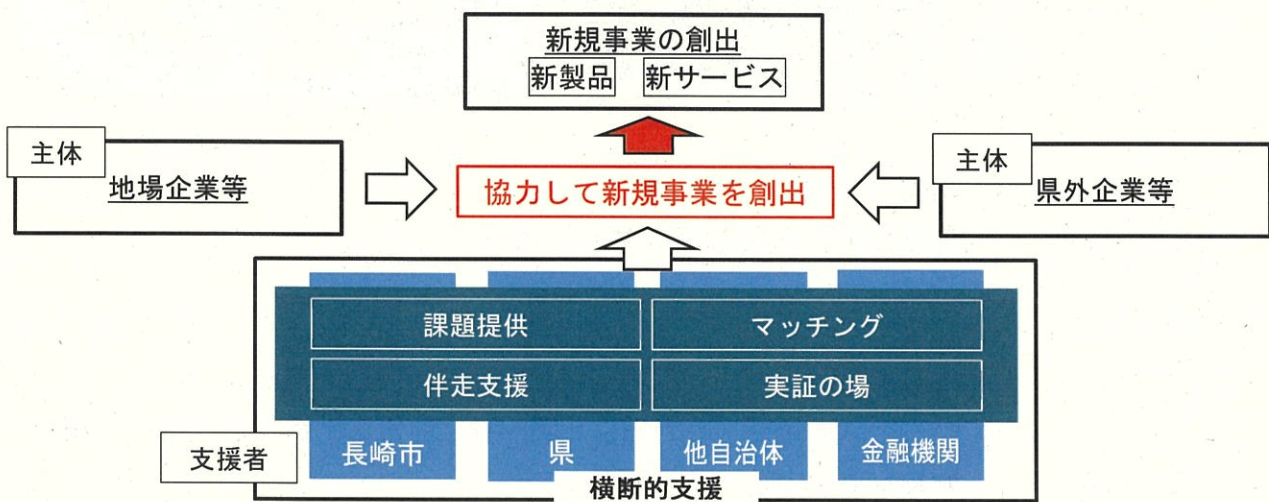 新規事業の創出
新製品 新サービス
主体
地場企業等
協力して新規事業を創出
主体
県外企業等
課題提供 マッチング
伴走支援 実証の場
支援者
長崎市 県 他自治体 金融機関
横断的支援